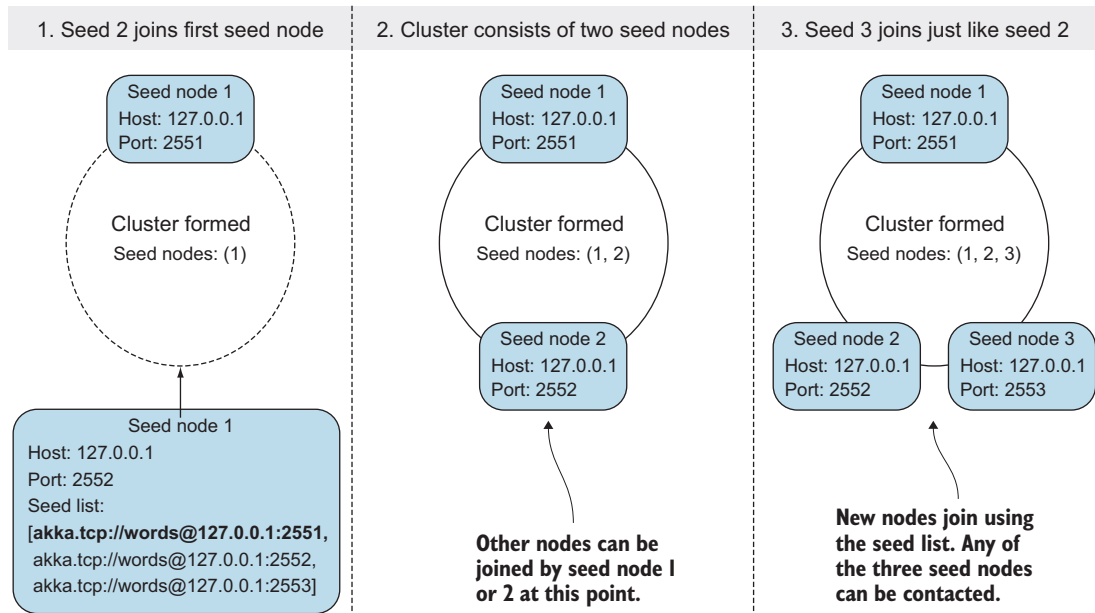 1. Seed 2 joins first seed node
Seed node 1
Host: 127.0.0.1
Port: 2551
Cluster formed
Seed nodes: (1)
Seed node 1
Host: 127.0.0.1
Port: 2552
Seed list:
[akka.tcp://words@127.0.0.1:2551,
akka.tcp://words@127.0.0.1:2552,
akka.tcp://words@127.0.0.1:2553]
2. Cluster consists of two seed nodes
Seed node 1
Host: 127.0.0.1
Port: 2551
Cluster formed
Seed nodes: (1, 2)
Seed node 2
Host: 127.0.0.1
Port: 2552
Other nodes can be
joined by seed node 1
or 2 at this point.
3. Seed 3 joins just like seed 2
Seed node 1
Host: 127.0.0.1
Port: 2551
Cluster formed
Seed nodes: (1, 2, 3)
Seed node 2
Host: 127.0.0.1
Port: 2552
Seed node 3
Host: 127.0.0.1
Port: 2553
New nodes join using
the seed list. Any of
the three seed nodes
can be contacted.